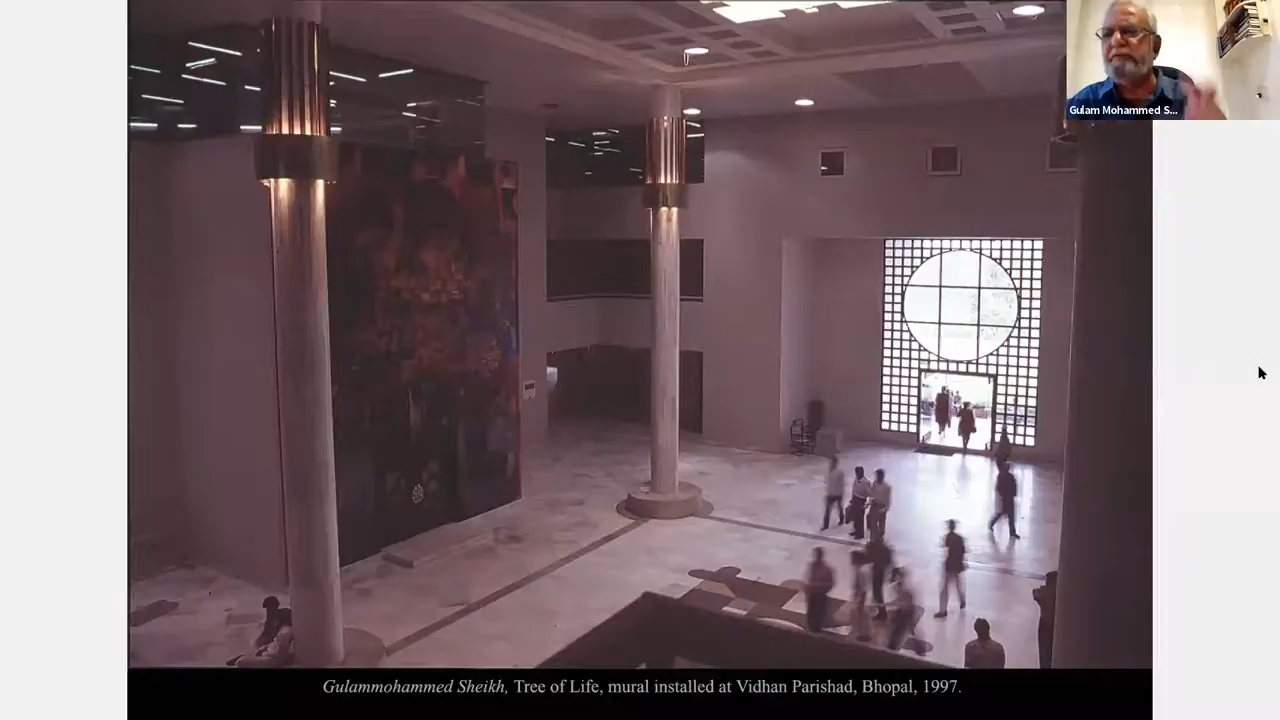 Gulam Mohammed S...
Gulammohammed Sheikh, Tree of Life, mural installed at Vidhan Parishad, Bhopal, 1997.